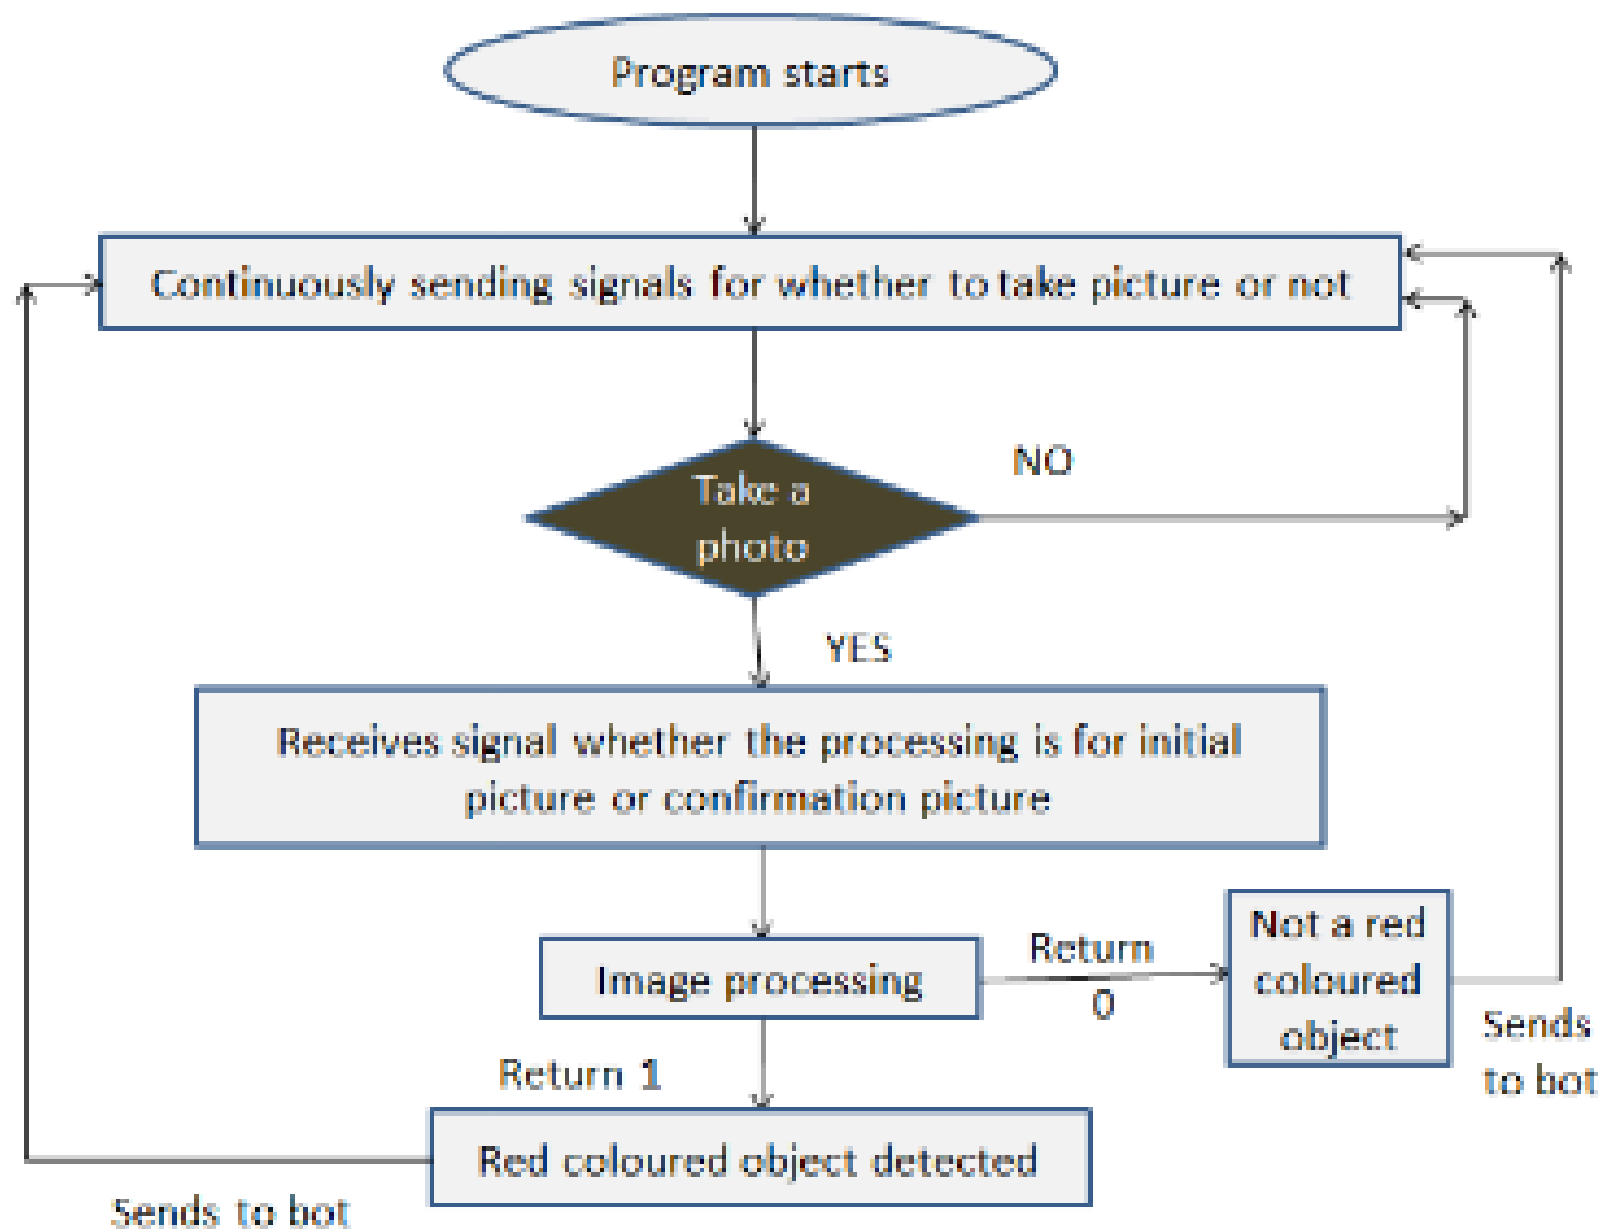 Program starts
Continuously sending signals for whether to take picture or not
Take a
photo
NO
YES
Receives signal whether the processing is for initial
picture or confirmation picture
Image processing
Return
0
Not a red
coloured
object
Sends
to bot
Return 1
Red coloured object detected
Sends to bot